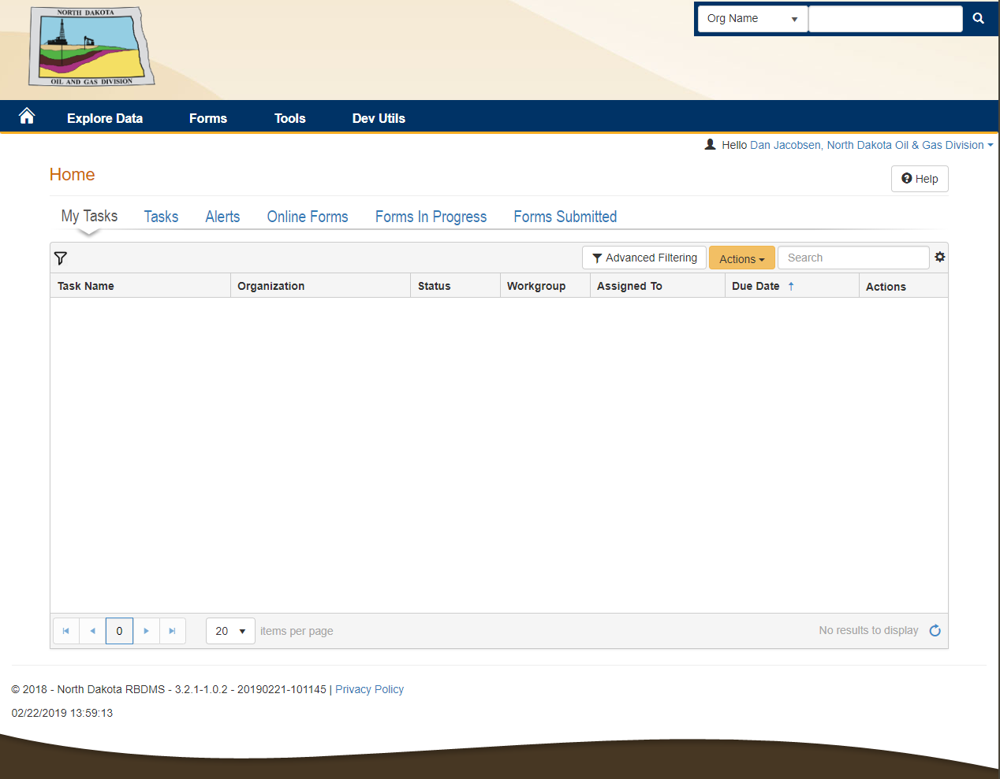 NORTH DAKOTA
OIL AND GAS DIVISION
Org Name
Explore Data Forms Tools Dev Utils
Hello Dan Jacobsen, North Dakota Oil & Gas Division
Home
Help
My Tasks Tasks Alerts Online Forms Forms In Progress Forms Submitted
Advanced Filtering Actions Search
Task Name Organization Status Workgroup Assigned To Due Date ↑ Actions
0 20 items per page No results to display
© 2018 - North Dakota RBDMS - 3.2.1-1.0.2 - 20190221-101145 | Privacy Policy
02/22/2019 13:59:13